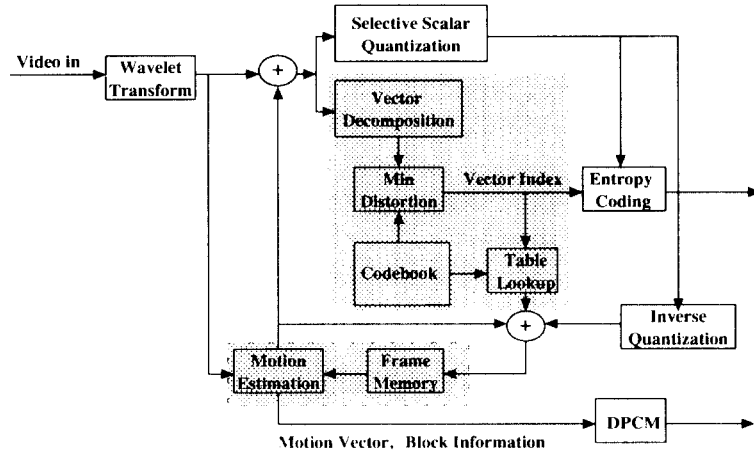 Selective Scalar
Quantization
Video in
Wavelet
Transform
+
Vector
Decomposition
Min
Distortion
Vector Index
Entropy
Coding
Codebook
Table
Lookup
+
Inverse
Quantization
Motion
Estimation
Frame
Memory
DPCM
Motion Vector, Block Information